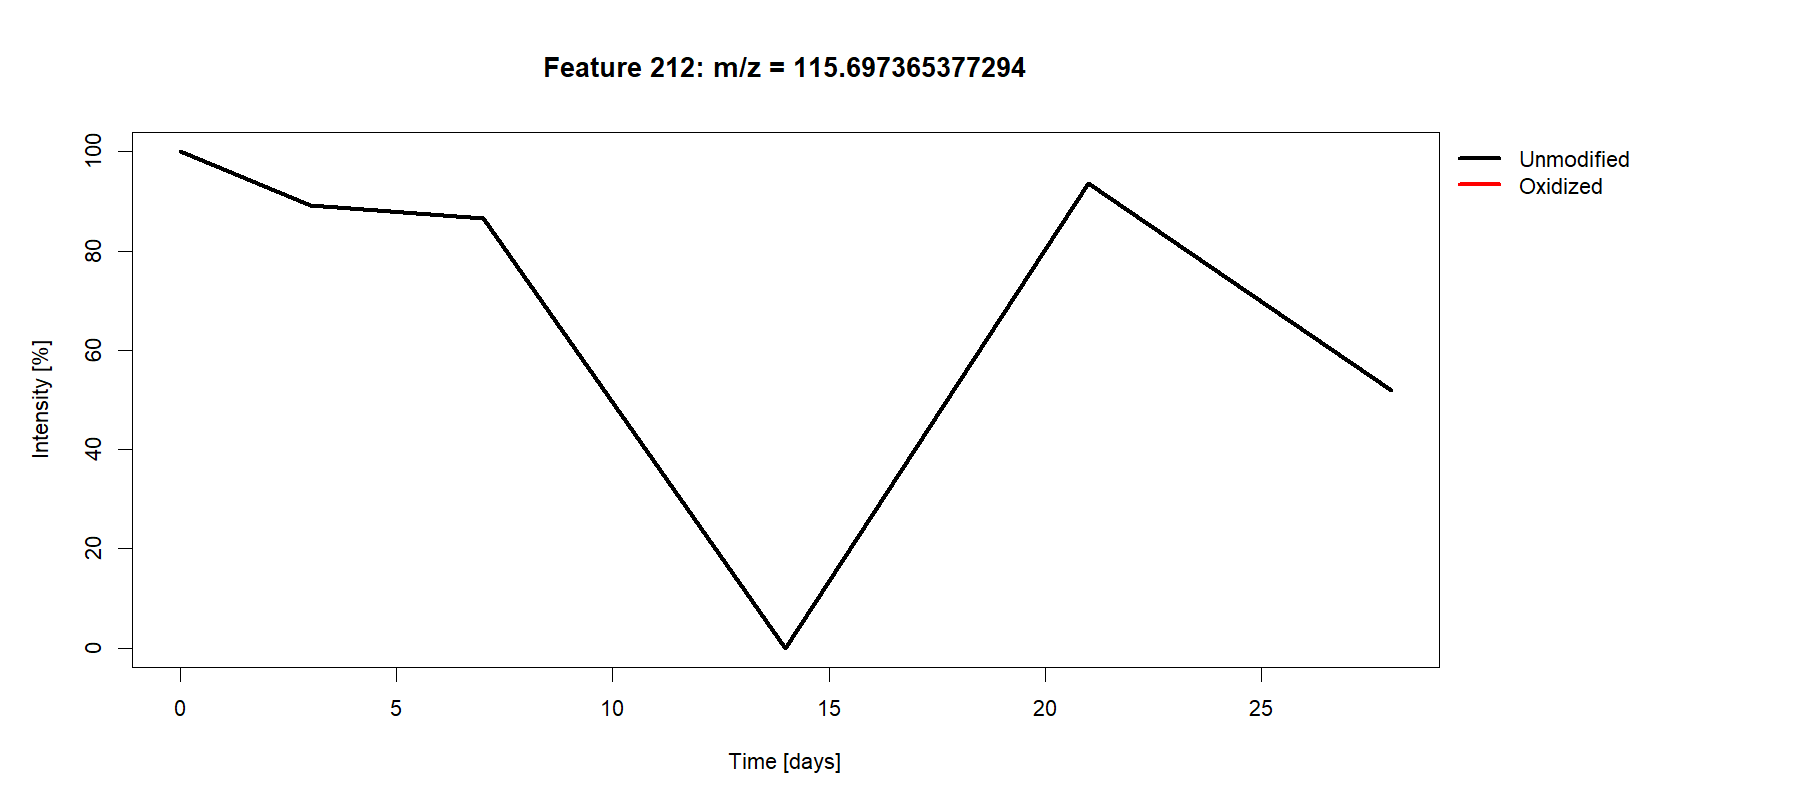 Feature 212: m/z = 115.697365377294
Unmodified
Oxidized
100
80
60
40
20
0
Intensity [%]
0 5 10 15 20 25
Time [days]